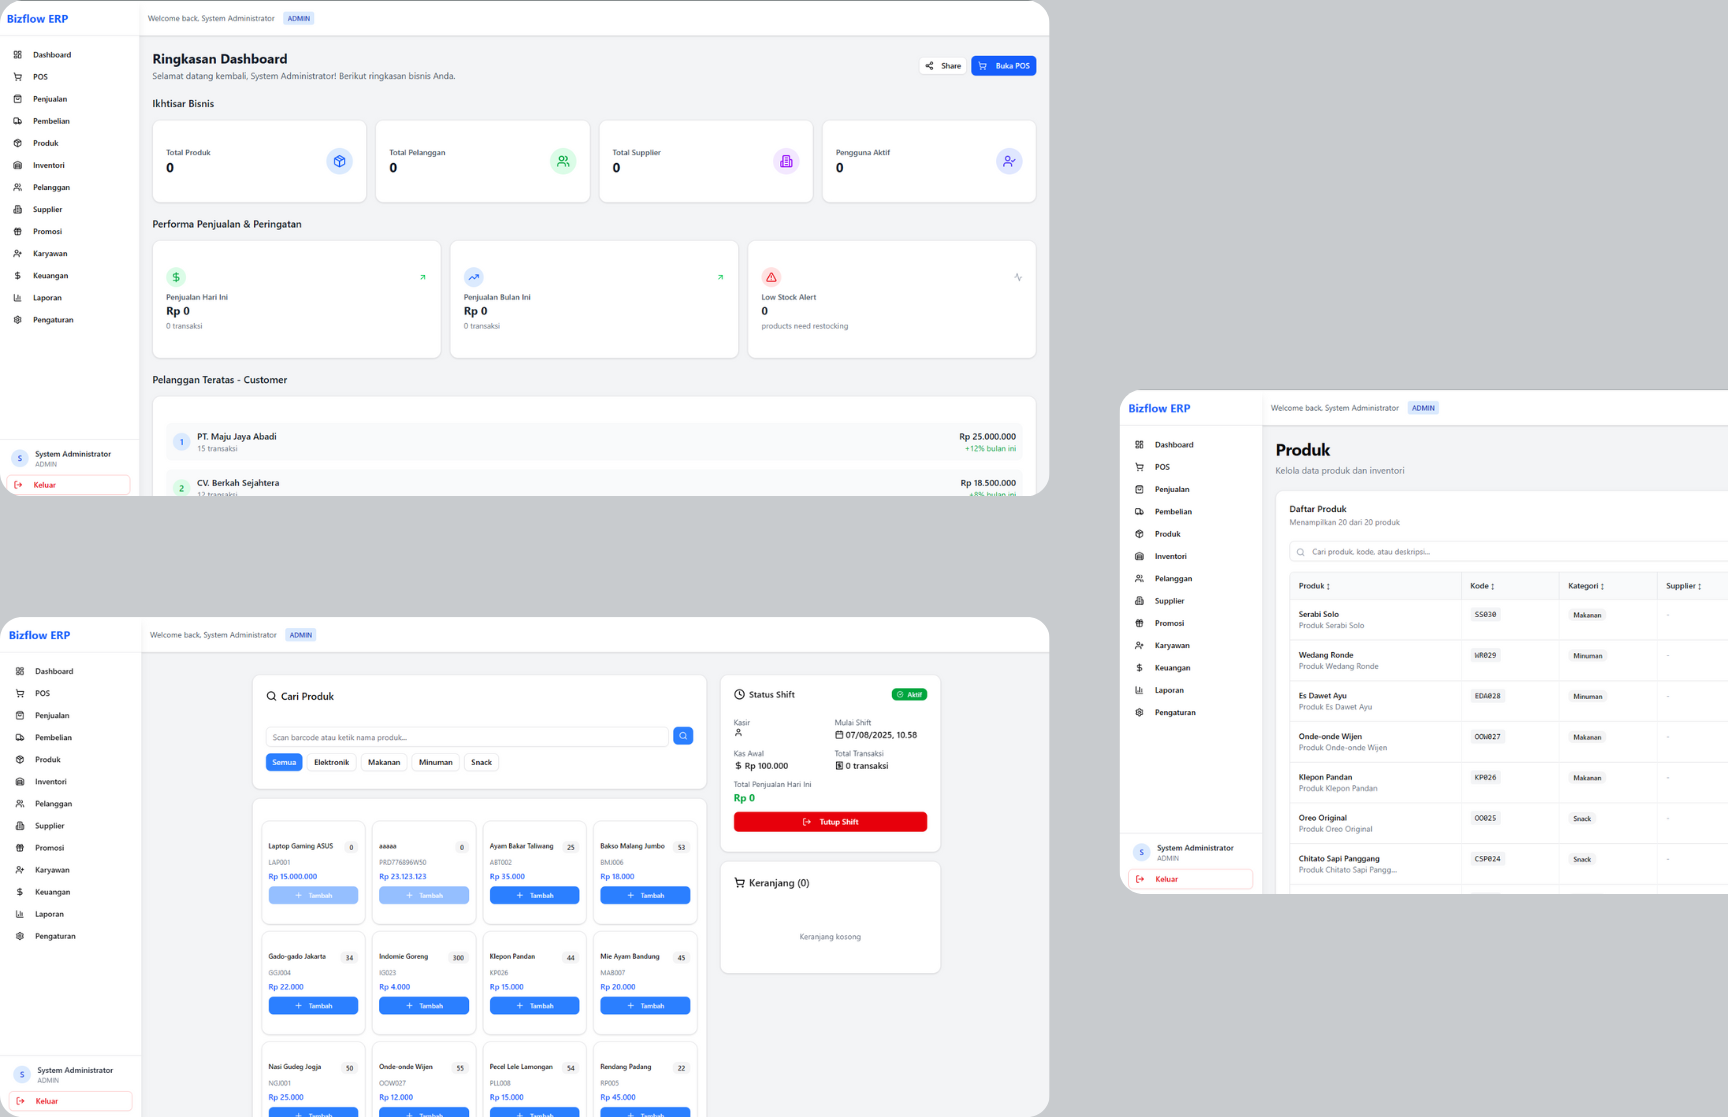 Bizflow ERP
Welcome back, System Administrator ADMIN
Dashboard
POS
Penjualan
Pembelian
Produk
Inventori
Pelanggan
Supplier
Promosi
Karyawan
Keuangan
Laporan
Pengaturan
S System Administrator
ADMIN
Keluar
Ringkasan Dashboard
Selamat datang kembali, System Administrator! Berikut ringkasan bisnis Anda.
Share Buka POS
Ikhtisar Bisnis
Total Produk
0
Total Pelanggan
0
Total Supplier
0
Pengguna Aktif
0
Performa Penjualan & Peringatan
Penjualan Hari Ini
Rp 0
0 transaksi
Penjualan Bulan Ini
Rp 0
0 transaksi
Low Stock Alert
0
products need restocking
Pelanggan Teratas - Customer
1 PT. Maju Jaya Abadi
15 transaksi
Rp 25.000.000
+12% bulan ini
2 CV. Berkah Sejahtera
12 transaksi
Rp 18.500.000
+8% bulan ini
Bizflow ERP
Welcome back, System Administrator ADMIN
Dashboard
POS
Penjualan
Pembelian
Produk
Inventori
Pelanggan
Supplier
Promosi
Karyawan
Keuangan
Laporan
Pengaturan
S System Administrator
ADMIN
Keluar
Produk
Kelola data produk dan inventori
Daftar Produk
Menampilkan 20 dari 20 produk
Cari produk, kode, atau deskripsi...
Produk ↕ Kode ↕ Kategori ↕ Supplier ↕
Serabi Solo SS030 Makanan -
Produk Serabi Solo
Wedang Ronde WR029 Minuman -
Produk Wedang Ronde
Es Dawet Ayu EDA028 Minuman -
Produk Es Dawet Ayu
Onde-onde Wijen OOW027 Makanan -
Produk Onde-onde Wijen
Klepon Pandan KP026 Makanan -
Produk Klepon Pandan
Oreo Original OO025 Snack -
Produk Oreo Original
Chitato Sapi Panggang CSP024 Snack -
Produk Chitato Sapi Pangg...
Bizflow ERP
Welcome back, System Administrator ADMIN
Dashboard
POS
Penjualan
Pembelian
Produk
Inventori
Pelanggan
Supplier
Promosi
Karyawan
Keuangan
Laporan
Pengaturan
S System Administrator
ADMIN
Keluar
Cari Produk
Scan barcode atau ketik nama produk...
Semua Elektronik Makanan Minuman Snack
Laptop Gaming ASUS 0
LAP001
Rp 15.000.000
+ Tambah
aaaaa 0
PRD776896W50
Rp 23.123.123
+ Tambah
Ayam Bakar Taliwang 25
ABT002
Rp 35.000
+ Tambah
Bakso Malang Jumbo 53
BMJ006
Rp 18.000
+ Tambah
Gado-gado Jakarta 34
GGJ004
Rp 22.000
+ Tambah
Indomie Goreng 300
IG023
Rp 4.000
+ Tambah
Klepon Pandan 44
KP026
Rp 15.000
+ Tambah
Mie Ayam Bandung 45
MAB007
Rp 20.000
+ Tambah
Nasi Gudeg Jogja 50
NGJ001
Rp 25.000
+ Tambah
Onde-onde Wijen 55
OOW027
Rp 12.000
+ Tambah
Pecel Lele Lamongan 54
PLL008
Rp 15.000
+ Tambah
Rendang Padang 22
RP005
Rp 45.000
+ Tambah
Status Shift Aktif
Kasir
Mulai Shift
07/08/2025, 10.58
Kas Awal
$ Rp 100.000
Total Transaksi
0 transaksi
Total Penjualan Hari Ini
Rp 0
Tutup Shift
Keranjang (0)
Keranjang kosong